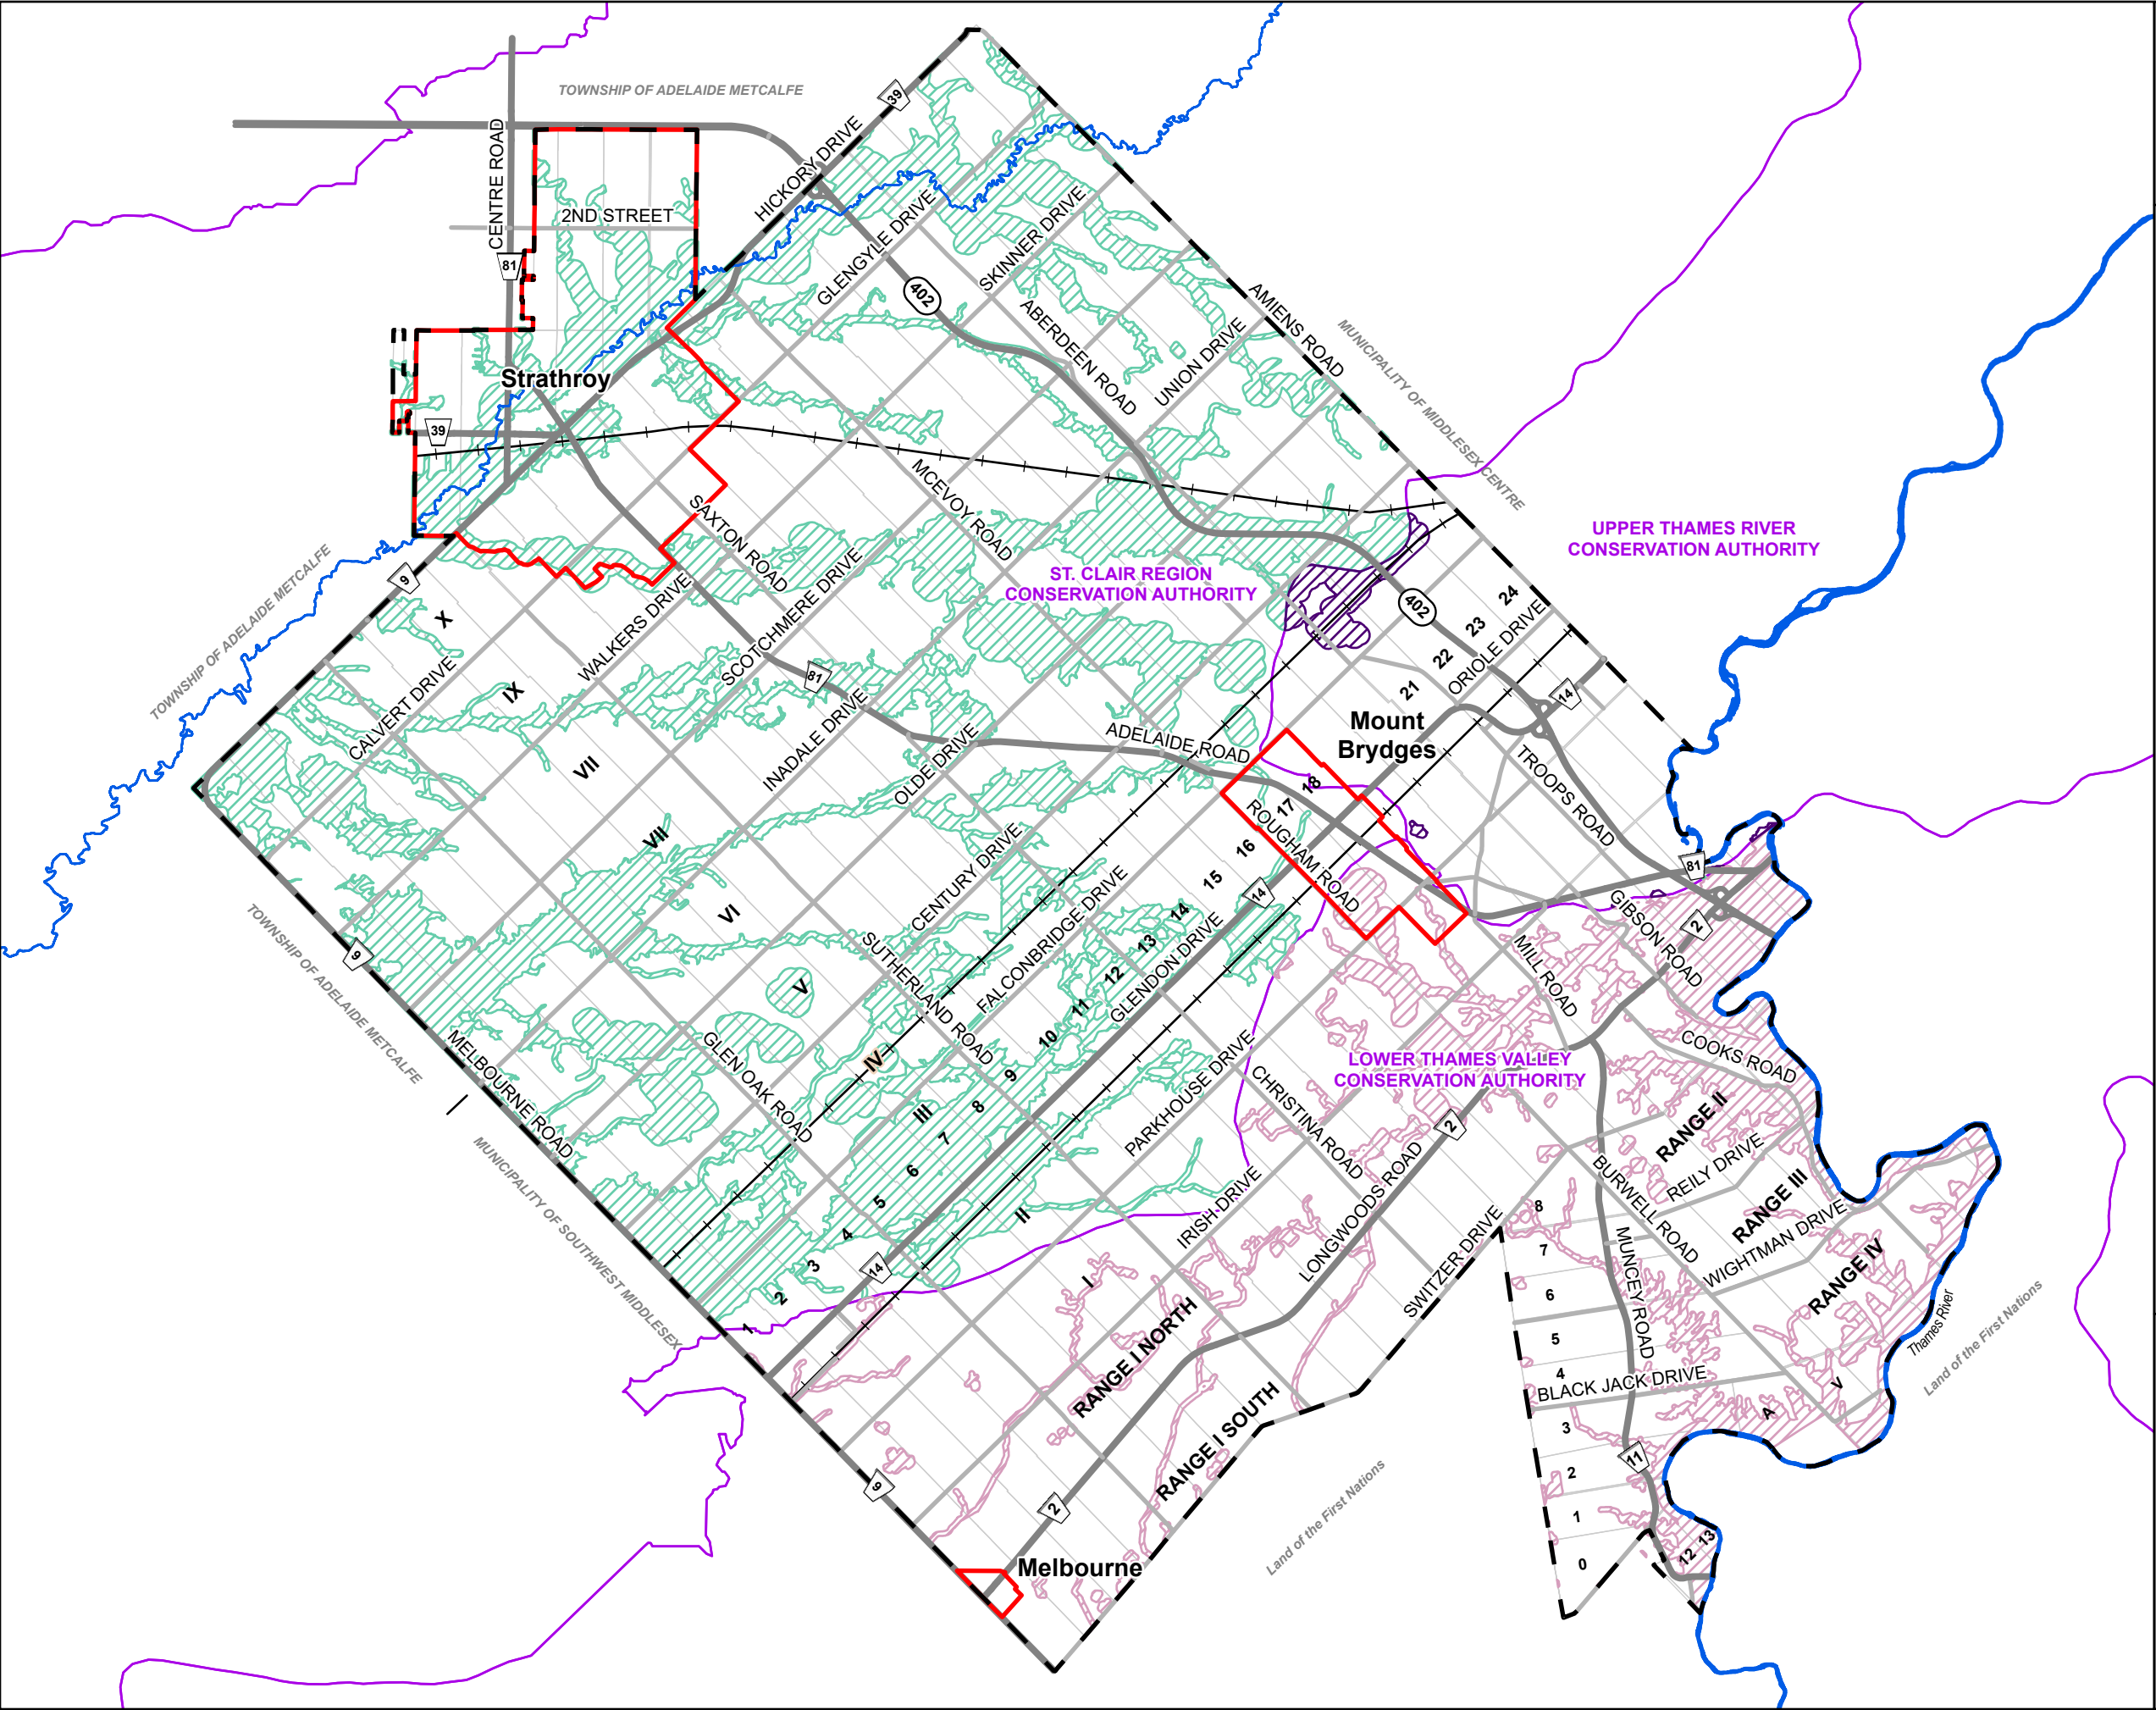 TOWNSHIP OF ADELAIDE METCALFE
39
CENTRE ROAD
HICKORY DRIVE
2ND STREET
81
GLENGYLE DRIVE
SKINNER DRIVE
402
ABERDEEN ROAD
AMIENS ROAD
UNION DRIVE
MUNICIPALITY OF MIDDLESEX CENTRE
Strathroy
39
MCEVOY ROAD
SAXTON ROAD
UPPER THAMES RIVER
CONSERVATION AUTHORITY
ST. CLAIR REGION
CONSERVATION AUTHORITY
TOWNSHIP OF ADELAIDE METCALFE
9
X
WALKERS DRIVE
SCOTCHMERE DRIVE
402
24
23
22
21
ORIOLE DRIVE
14
CALVERT DRIVE
IX
81
INADALE DRIVE
OLDE DRIVE
ADELAIDE ROAD
Mount
Brydges
TROOPS ROAD
VII
18
17
16
15
ROUGHAM ROAD
VII
CENTURY DRIVE
FALCONBRIDGE DRIVE
14
81
2
GIBSON ROAD
VI
SUTHERLAND ROAD
14
13
12
11
10
9
GLENDON DRIVE
MILL ROAD
9
TOWNSHIP OF ADELAIDE METCALFE
V
IV
III
GLEN OAK ROAD
MELBOURNE ROAD
8
7
6
5
4
3
2
1
14
II
PARKHOUSE DRIVE
CHRISTINA ROAD
LOWER THAMES VALLEY
CONSERVATION AUTHORITY
COOKS ROAD
2
RANGE II
REILY DRIVE
BURWELL ROAD
RANGE III
WIGHTMAN DRIVE
RANGE IV
MUNICIPALITY OF SOUTHWEST MIDDLESEX
IRISH DRIVE
LONGWOODS ROAD
SWITZER DRIVE
I
RANGE I NORTH
RANGE I SOUTH
8
7
6
5
4
MUNCEY ROAD
BLACK JACK DRIVE
3
2
1
0
11
A
V
Thames River
Land of the First Nations
12
13
9
2
Land of the First Nations
Melbourne